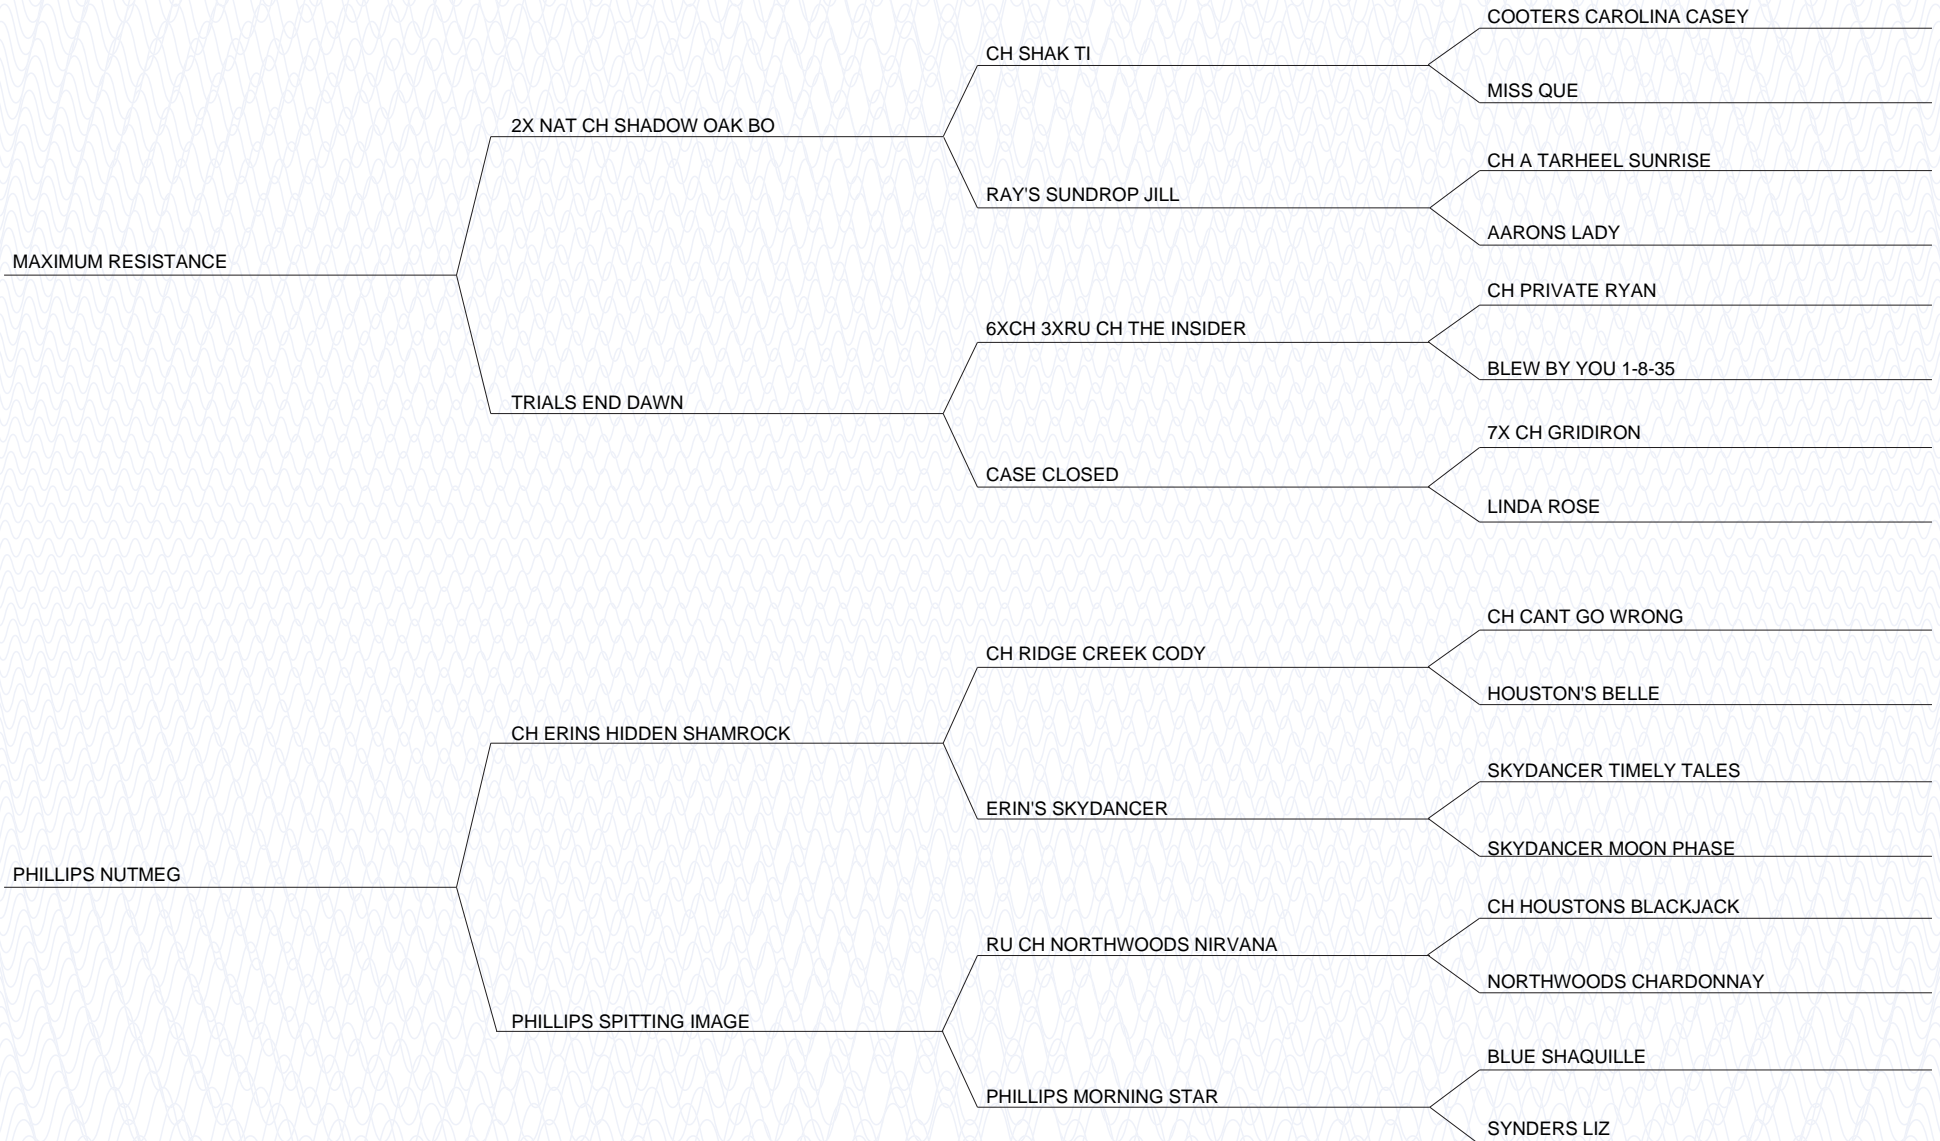 COOTERS CAROLINA CASEY
CH SHAK TI
MISS QUE
2X NAT CH SHADOW OAK BO
CH A TARHEEL SUNRISE
RAY'S SUNDROP JILL
AARONS LADY
MAXIMUM RESISTANCE
CH PRIVATE RYAN
6XCH 3XRU CH THE INSIDER
BLEW BY YOU 1-8-35
TRIALS END DAWN
7X CH GRIDIRON
CASE CLOSED
LINDA ROSE
CH CANT GO WRONG
CH RIDGE CREEK CODY
HOUSTON'S BELLE
CH ERINS HIDDEN SHAMROCK
SKYDANCER TIMELY TALES
ERIN'S SKYDANCER
SKYDANCER MOON PHASE
PHILLIPS NUTMEG
CH HOUSTONS BLACKJACK
RU CH NORTHWOODS NIRVANA
NORTHWOODS CHARDONNAY
PHILLIPS SPITTING IMAGE
BLUE SHAQUILLE
PHILLIPS MORNING STAR
SYNDERS LIZ